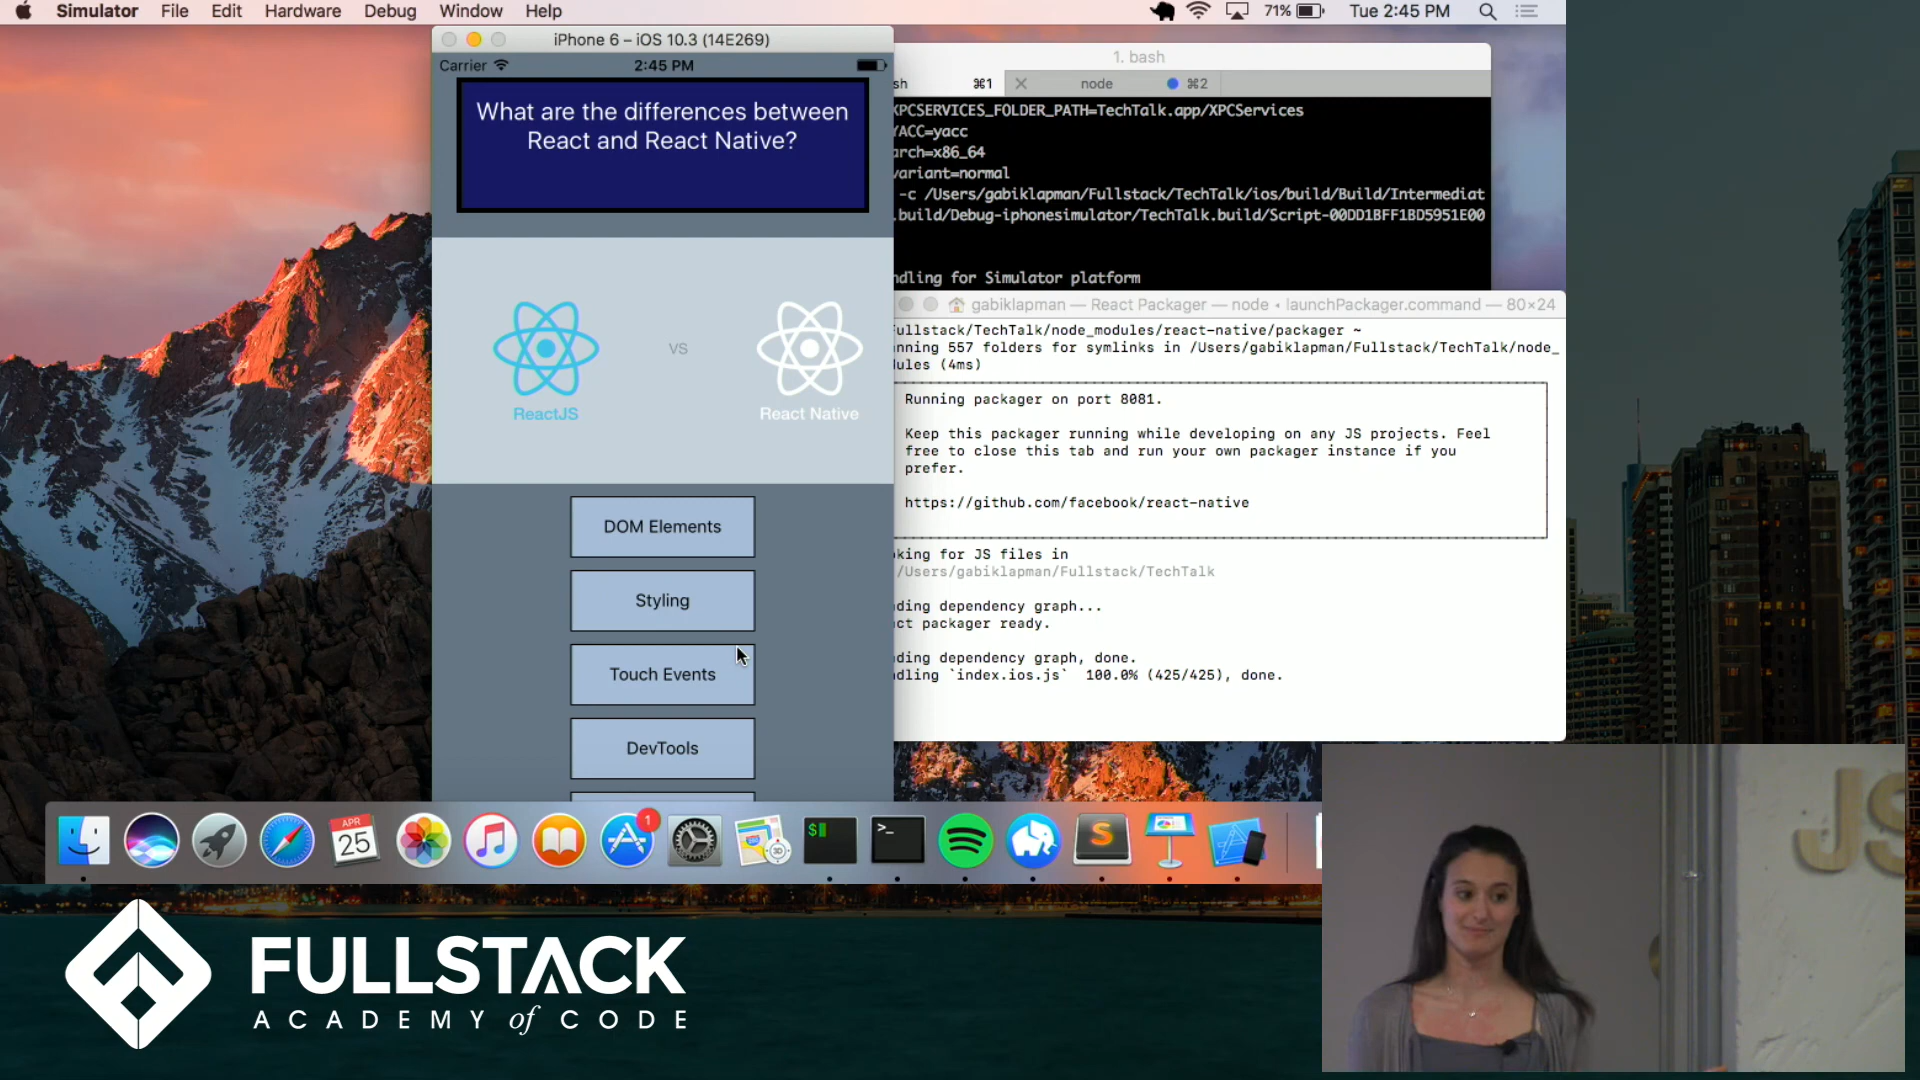 Simulator File Edit Hardware Debug Window Help
71% Tue 2:45 PM
iPhone 6 – iOS 10.3 (14E269)
Carrier 2:45 PM
What are the differences between
React and React Native?
ReactJS
VS
React Native
DOM Elements
Styling
Touch Events
DevTools
1. bash
sh ⌘1 node ⌘2
XPCSERVICES_FOLDER_PATH=TechTalk.app/XPCServices
YACC=yacc
arch=x86_64
variant=normal
-c /Users/gabiklapman/Fullstack/TechTalk/ios/build/Build/Intermediat
.build/Debug-iphonesimulator/TechTalk.build/Script-00DD1BFF1BD5951E00
ndling for Simulator platform
gabiklapman — React Packager — node • launchPackager.command — 80×24
Fullstack/TechTalk/node_modules/react-native/packager ~
nning 557 folders for symlinks in /Users/gabiklapman/Fullstack/TechTalk/node_
ules (4ms)
Running packager on port 8081.
Keep this packager running while developing on any JS projects. Feel
free to close this tab and run your own packager instance if you
prefer.
https://github.com/facebook/react-native
king for JS files in
/Users/gabiklapman/Fullstack/TechTalk
ding dependency graph...
ct packager ready.
ding dependency graph, done.
dling `index.ios.js` 100.0% (425/425), done.
APR
25
1
3D
$
>_
S
JS
FULLSTACK
ACADEMY of CODE